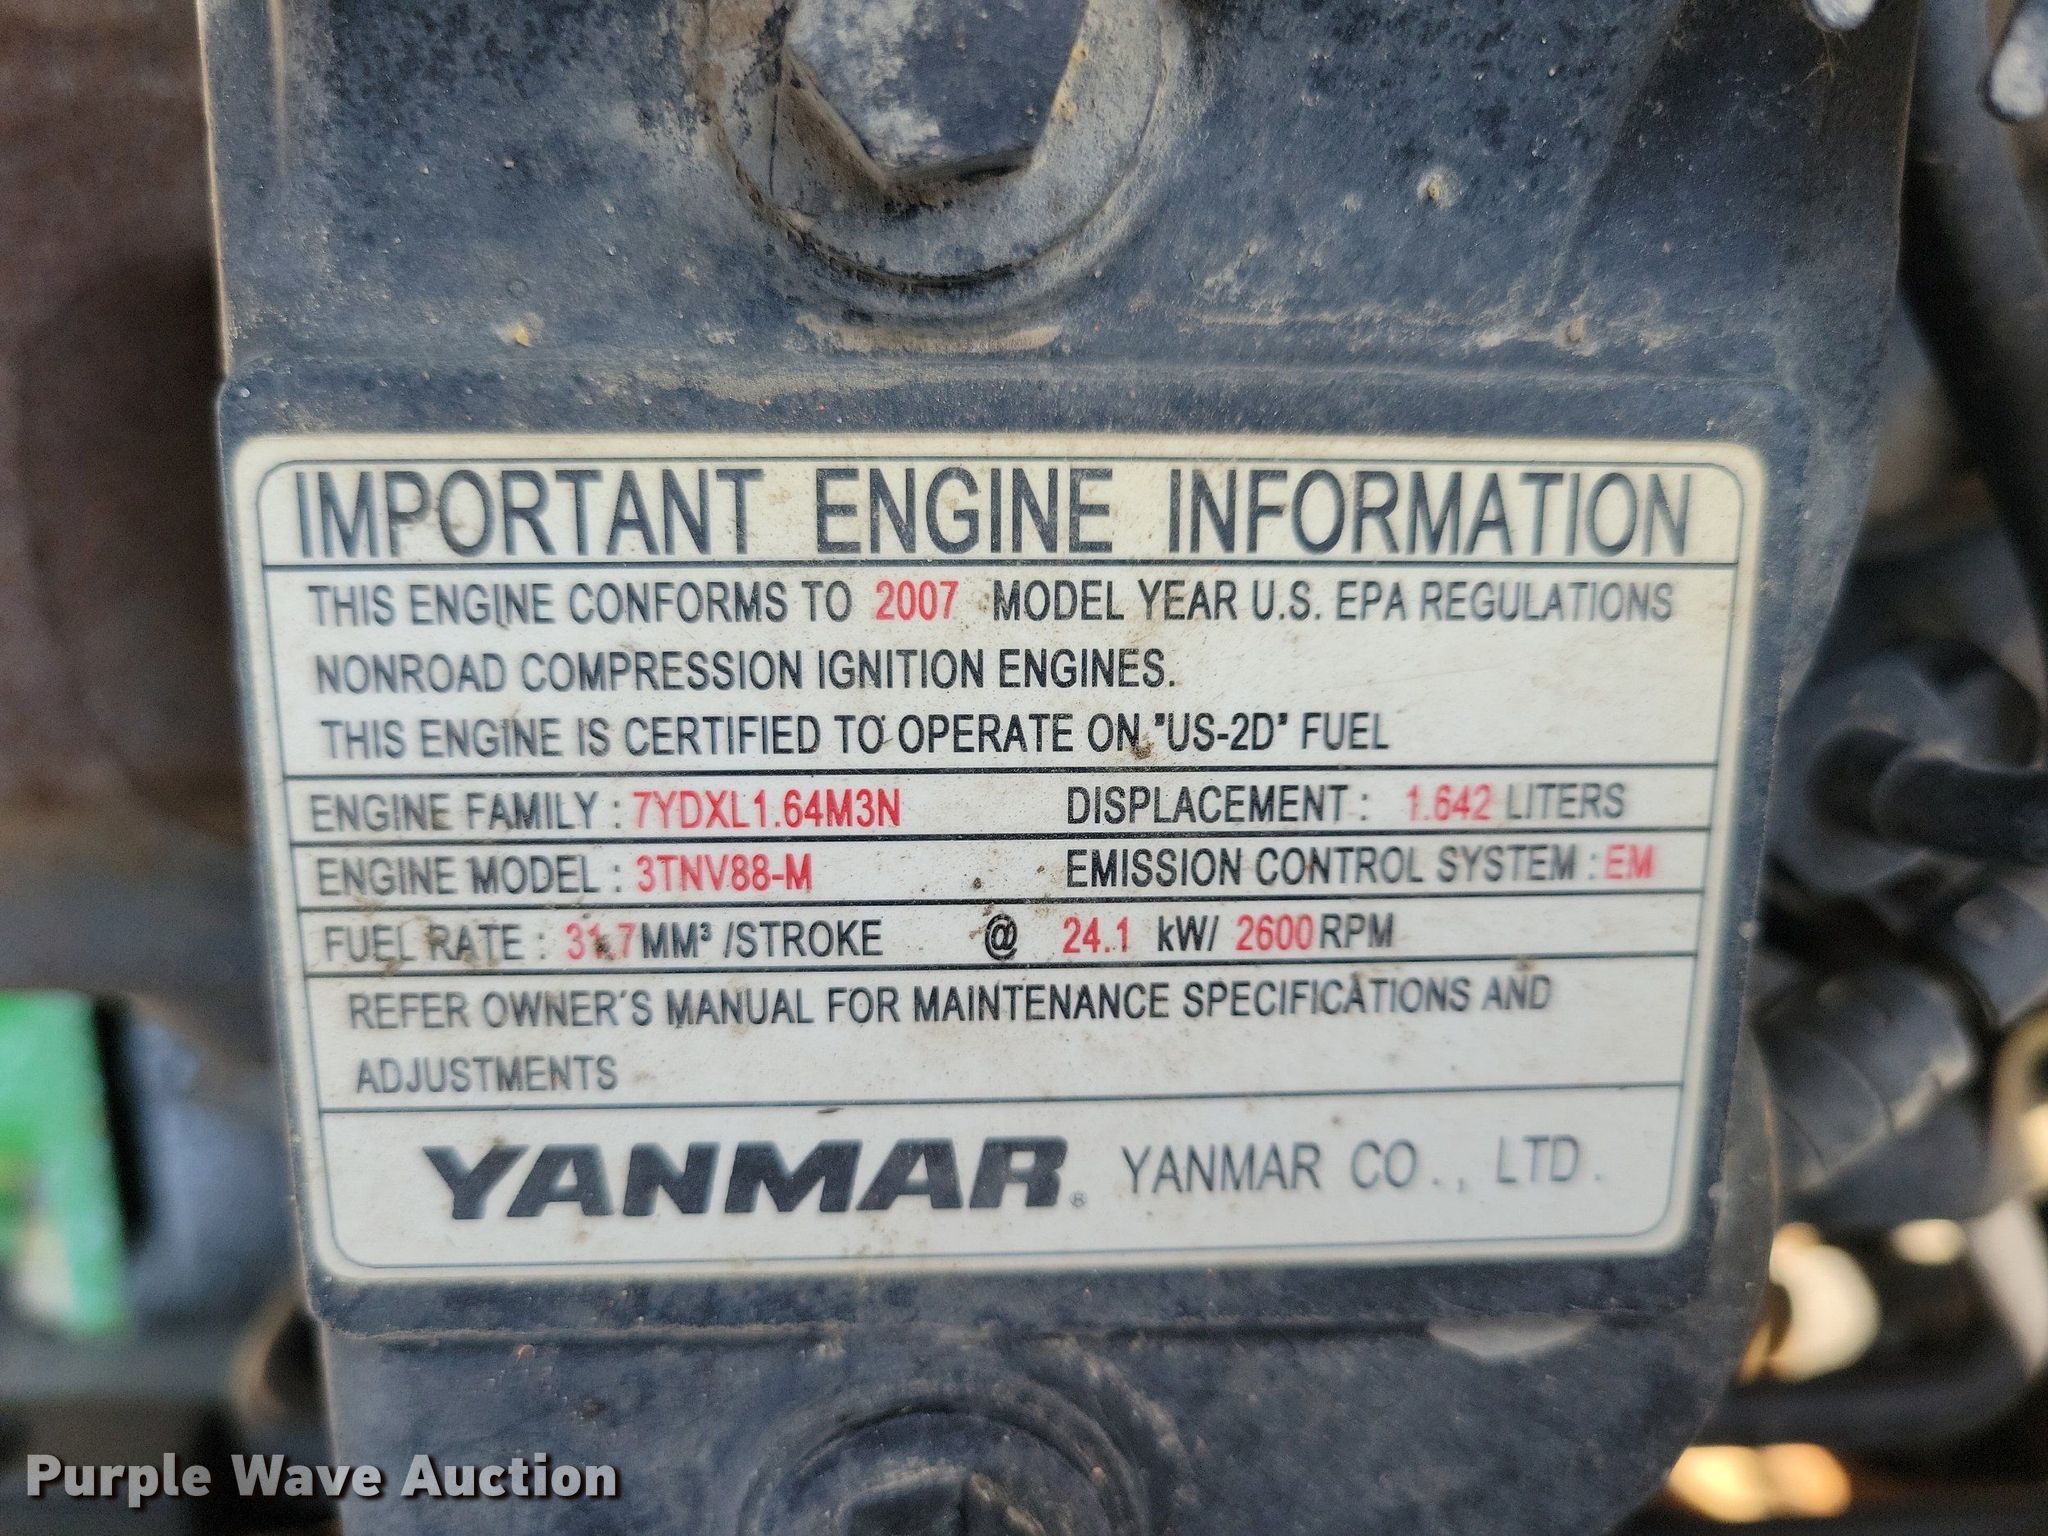 IMPORTANT ENGINE INFORMATION
THIS ENGINE CONFORMS TO 2007 MODEL YEAR U.S. EPA REGULATIONS
NONROAD COMPRESSION IGNITION ENGINES.
THIS ENGINE IS CERTIFIED TO OPERATE ON "US-2D" FUEL
ENGINE FAMILY : 7YDXL1.64M3N DISPLACEMENT : 1.642 LITERS
ENGINE MODEL : 3TNV88-M EMISSION CONTROL SYSTEM : EM
FUEL RATE : 31.7 MM³ /STROKE @ 24.1 kW/ 2600 RPM
REFER OWNER'S MANUAL FOR MAINTENANCE SPECIFICATIONS AND
ADJUSTMENTS
YANMAR® YANMAR CO., LTD.
Purple Wave Auction